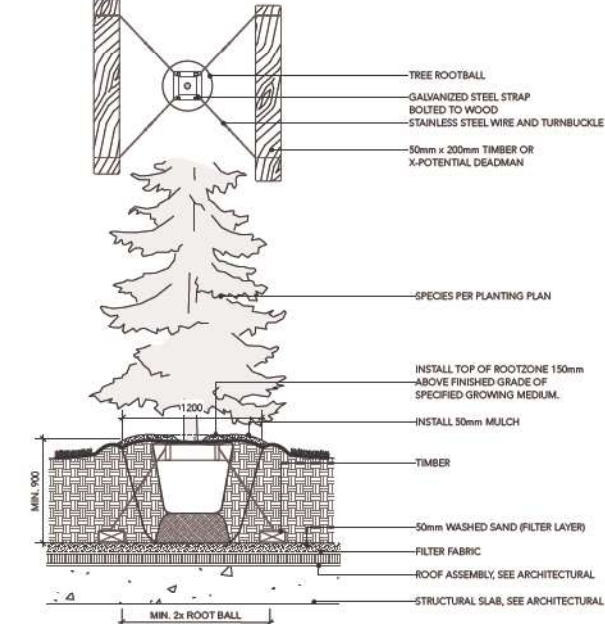 TREE ROOTBALL
GALVANIZED STEEL STRAP
BOLTED TO WOOD
STAINLESS STEEL WIRE AND TURNBUCKLE
50mm x 200mm TIMBER OR
X-POTENTIAL DEADMAN
SPECIES PER PLANTING PLAN
INSTALL TOP OF ROOTZONE 150mm
ABOVE FINISHED GRADE OF
SPECIFIED GROWING MEDIUM.
1200
INSTALL 50mm MULCH
TIMBER
MIN. 900
50mm WASHED SAND (FILTER LAYER)
FILTER FABRIC
ROOF ASSEMBLY, SEE ARCHITECTURAL
STRUCTURAL SLAB, SEE ARCHITECTURAL
MIN. 2x ROOT BALL